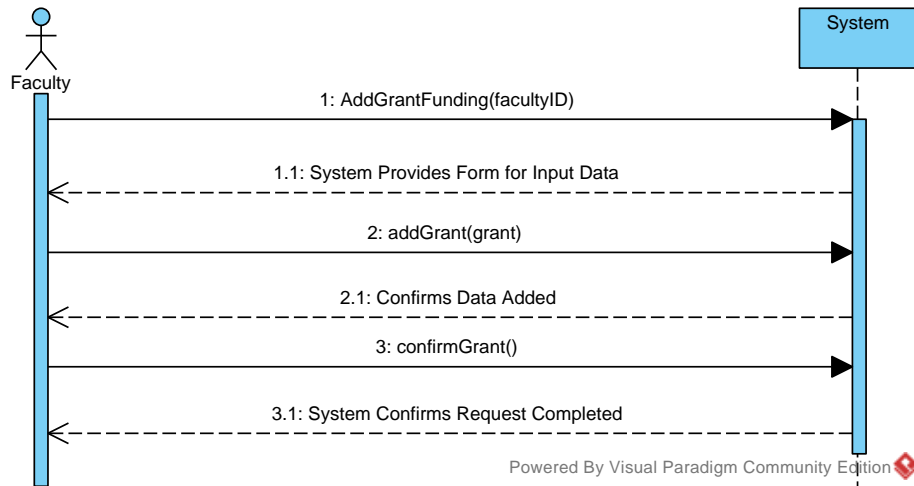 System
Faculty
1: AddGrantFunding(facultyID)
1.1: System Provides Form for Input Data
2: addGrant(grant)
2.1: Confirms Data Added
3: confirmGrant()
3.1: System Confirms Request Completed
Powered By Visual Paradigm Community Edition